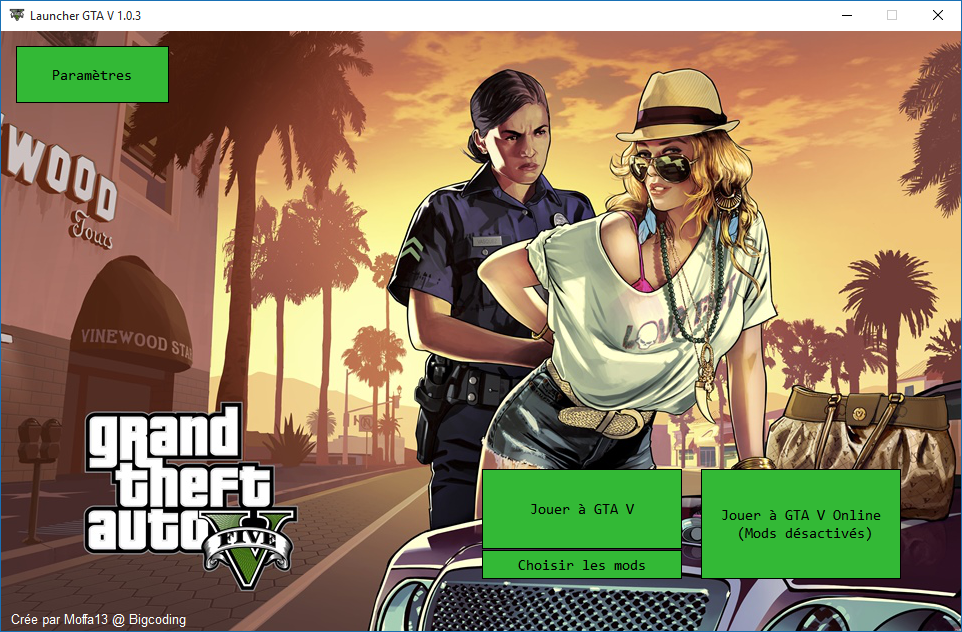 Launcher GTA V 1.0.3
Paramètres
WOOD
Tours
VINEWOOD STA
grand
theft
auto
V
FIVE
Jouer à GTA V
Jouer à GTA V Online
(Mods désactivés)
Choisir les mods
Crée par Moffa13 @ Bigcoding